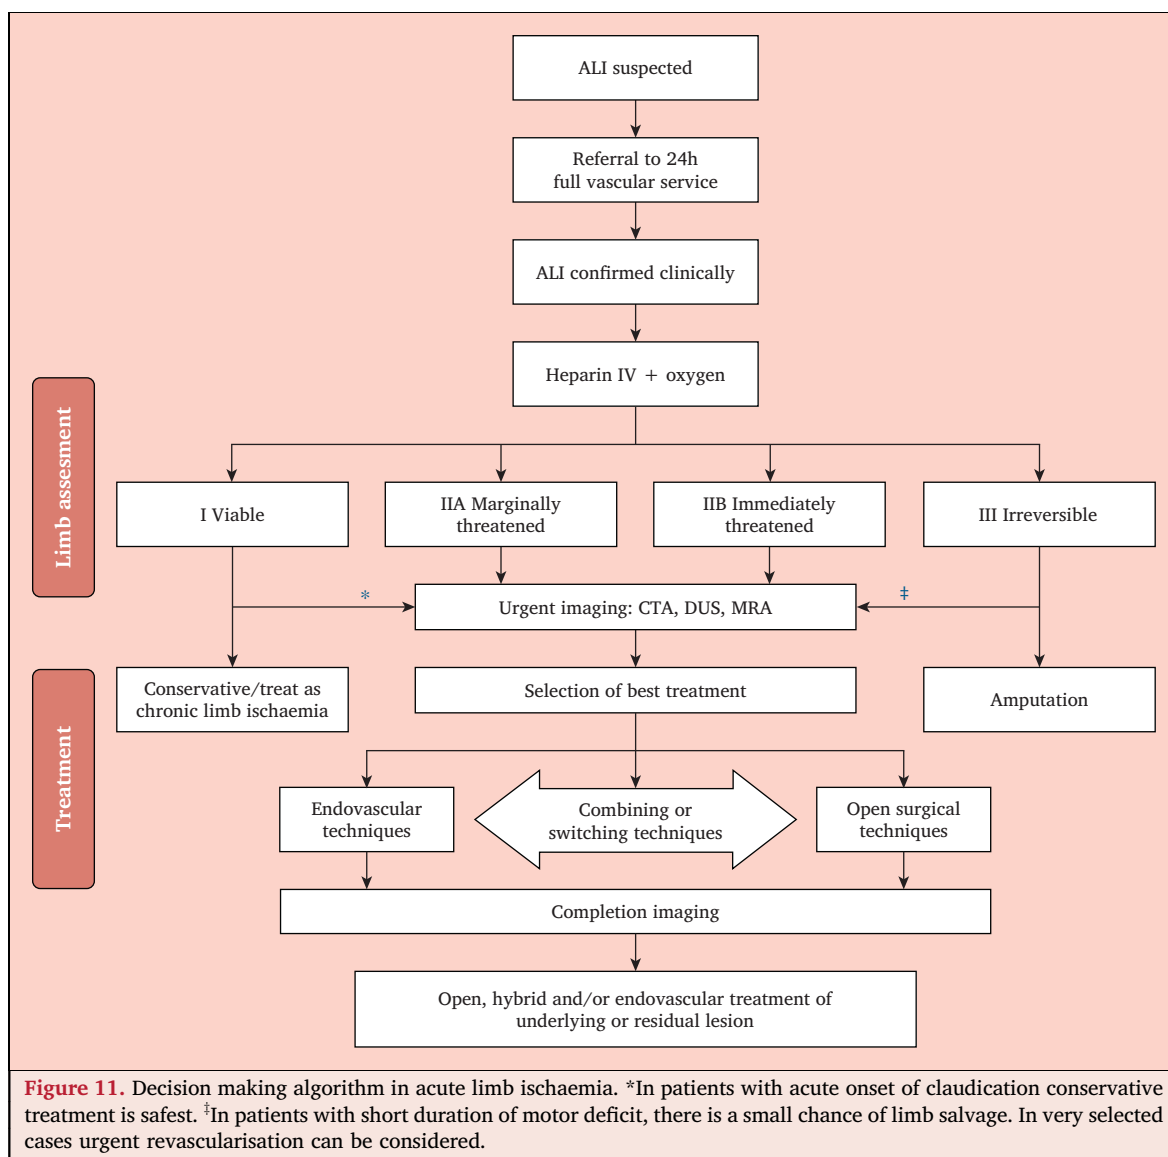 ALI suspected
Referral to 24h
full vascular service
ALI confirmed clinically
Heparin IV + oxygen
Limb assesment
I Viable
IIA Marginally
threatened
IIB Immediately
threatened
III Irreversible
*
Urgent imaging: CTA, DUS, MRA
‡
Treatment
Conservative/treat as
chronic limb ischaemia
Selection of best treatment
Amputation
Endovascular
techniques
Combining or
switching techniques
Open surgical
techniques
Completion imaging
Open, hybrid and/or endovascular treatment of
underlying or residual lesion
Figure 11. Decision making algorithm in acute limb ischaemia. *In patients with acute onset of claudication conservative
treatment is safest. ‡In patients with short duration of motor deficit, there is a small chance of limb salvage. In very selected
cases urgent revascularisation can be considered.